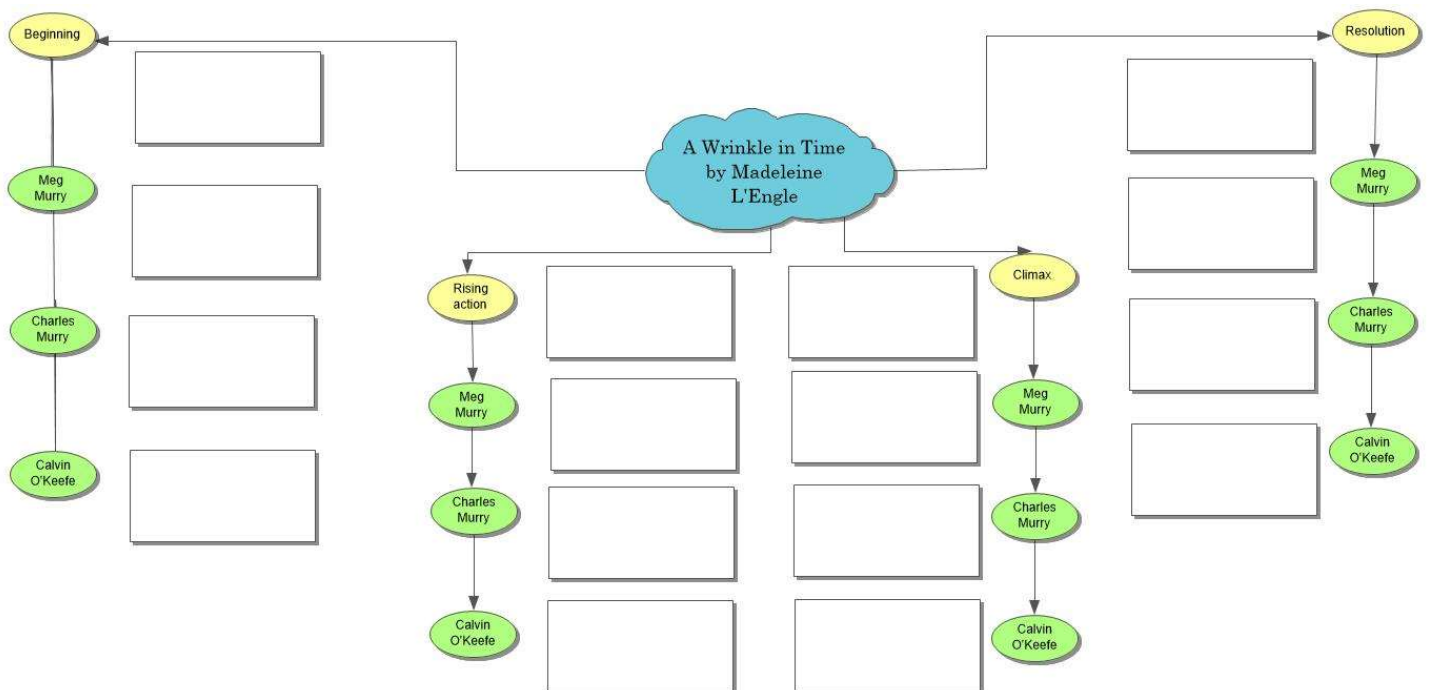 Beginning
Resolution
A Wrinkle in Time
by Madeleine
L'Engle
Meg
Murry
Meg
Murry
Rising
action
Climax
Charles
Murry
Charles
Murry
Meg
Murry
Meg
Murry
Calvin
O'Keefe
Calvin
O'Keefe
Charles
Murry
Charles
Murry
Calvin
O'Keefe
Calvin
O'Keefe